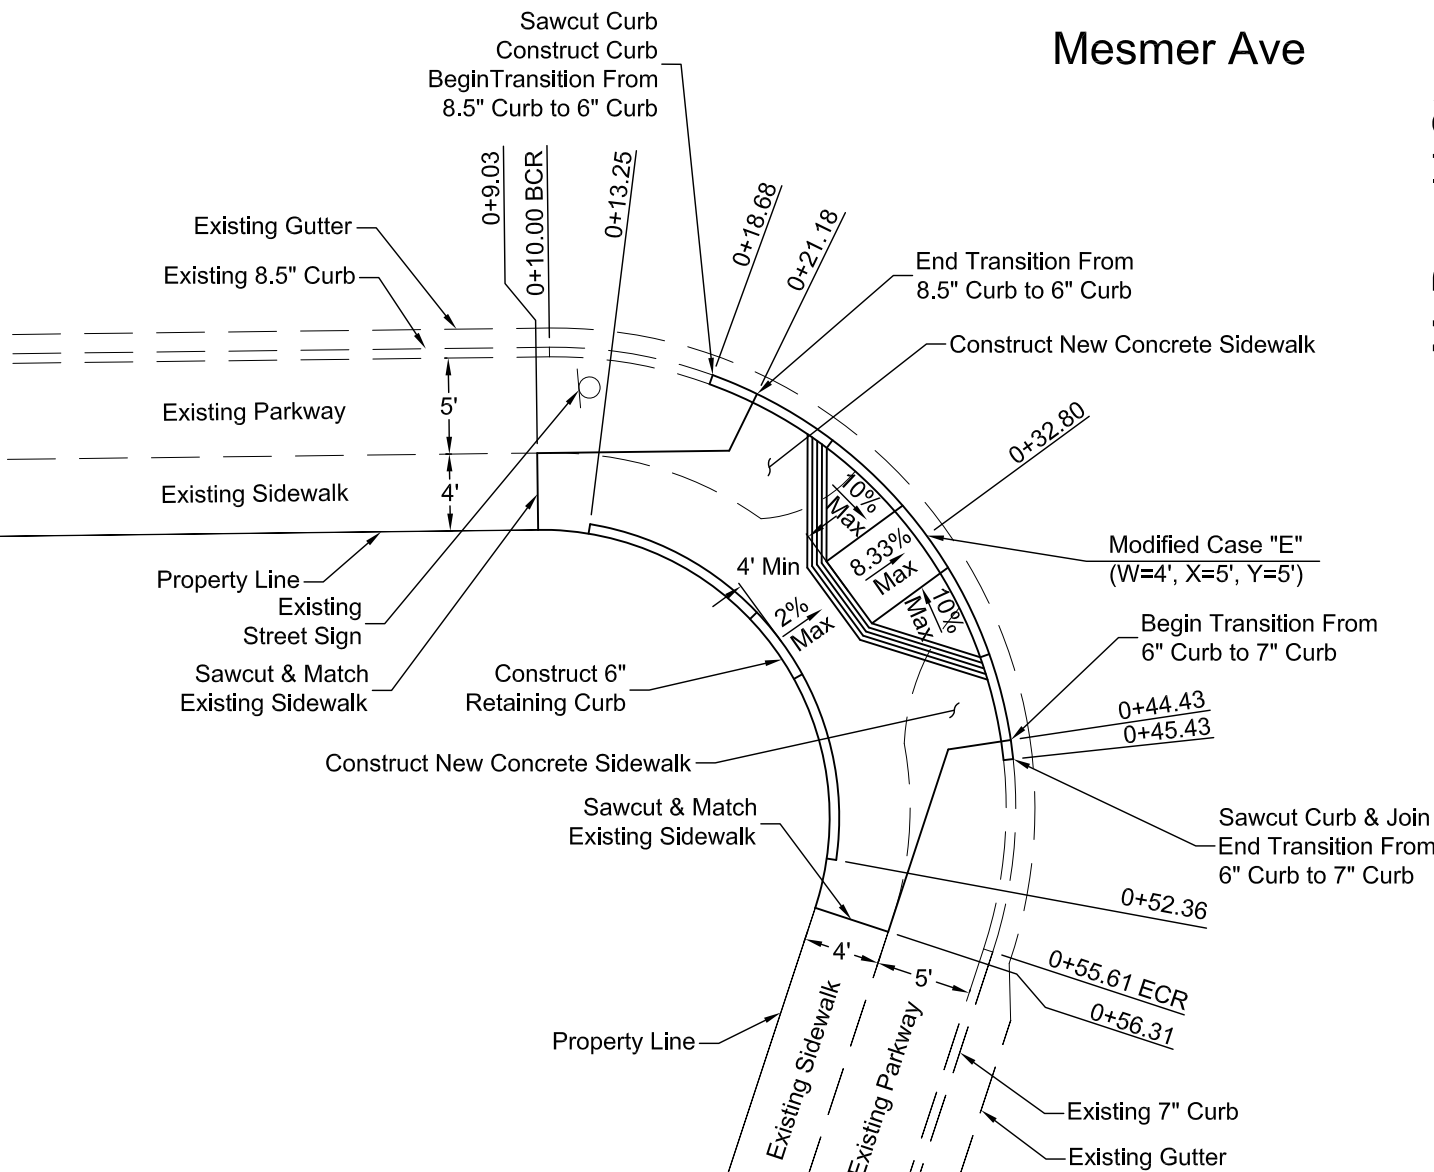 Sawcut Curb
Construct Curb
BeginTransition From
8.5" Curb to 6" Curb
Mesmer Ave
0+9.03
0+10.00 BCR
0+13.25
0+18.68
0+21.18
Existing Gutter
Existing 8.5" Curb
End Transition From
8.5" Curb to 6" Curb
Construct New Concrete Sidewalk
Existing Parkway
5'
0+32.80
Existing Sidewalk
4'
10%
Max
8.33%
Max
10%
Max
Modified Case "E"
(W=4', X=5', Y=5')
4' Min
2%
Max
Property Line
Existing
Street Sign
Begin Transition From
6" Curb to 7" Curb
Sawcut & Match
Existing Sidewalk
Construct 6"
Retaining Curb
0+44.43
0+45.43
Construct New Concrete Sidewalk
Sawcut & Match
Existing Sidewalk
Sawcut Curb & Join
End Transition From
6" Curb to 7" Curb
0+52.36
4'
5'
0+55.61 ECR
0+56.31
Property Line
Existing Sidewalk
Existing Parkway
Existing 7" Curb
Existing Gutter